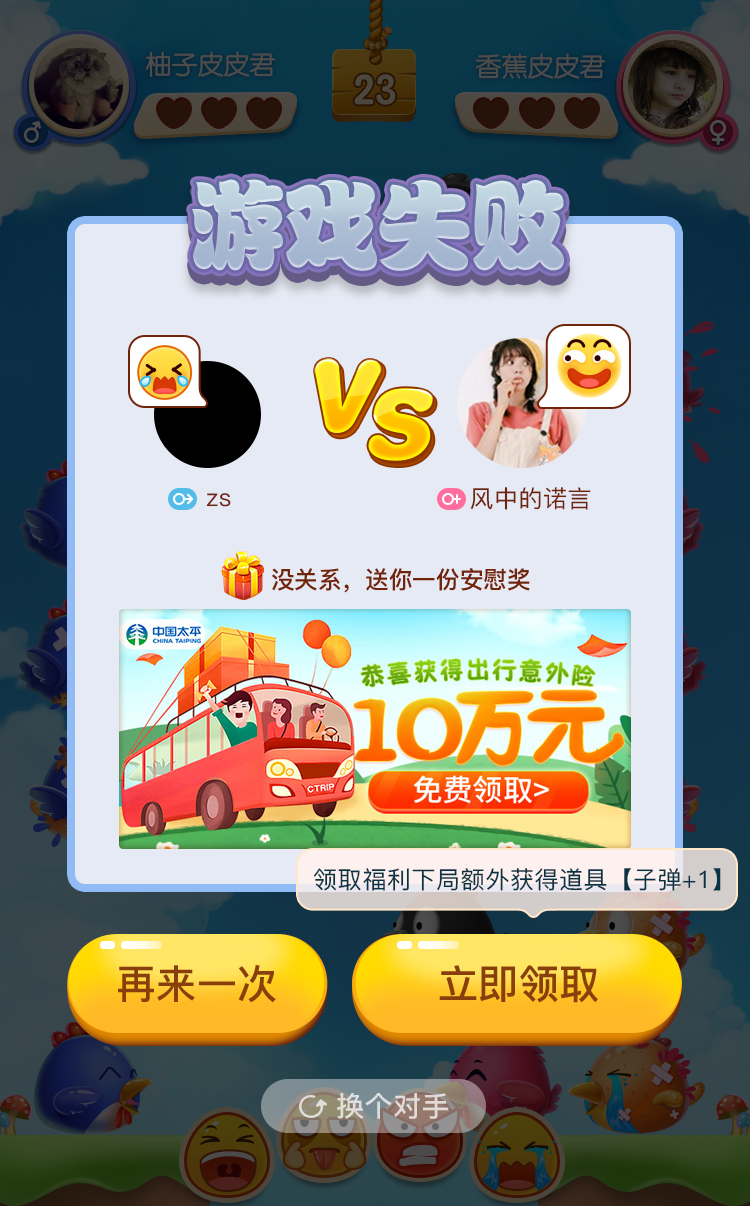 柚子皮皮君
23
香蕉皮皮君
游戏失败
VS
zs
风中的诺言
没关系，送你一份安慰奖
中国太平
CHINA TAIPING
恭喜获得出行意外险
10万元
CTRIP
免费领取>
领取福利下局额外获得道具【子弹+1】
再来一次
立即领取
换个对手